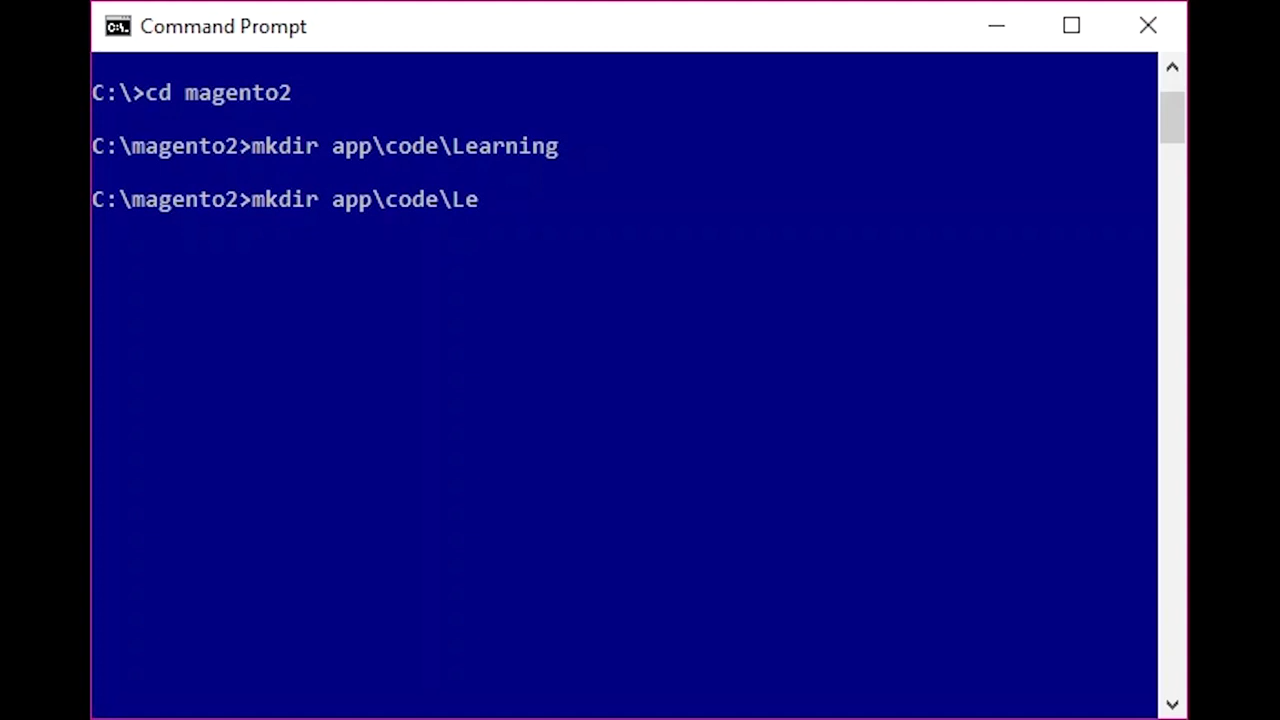 Command Prompt
C:\>cd magento2
C:\magento2>mkdir app\code\Learning
C:\magento2>mkdir app\code\Le